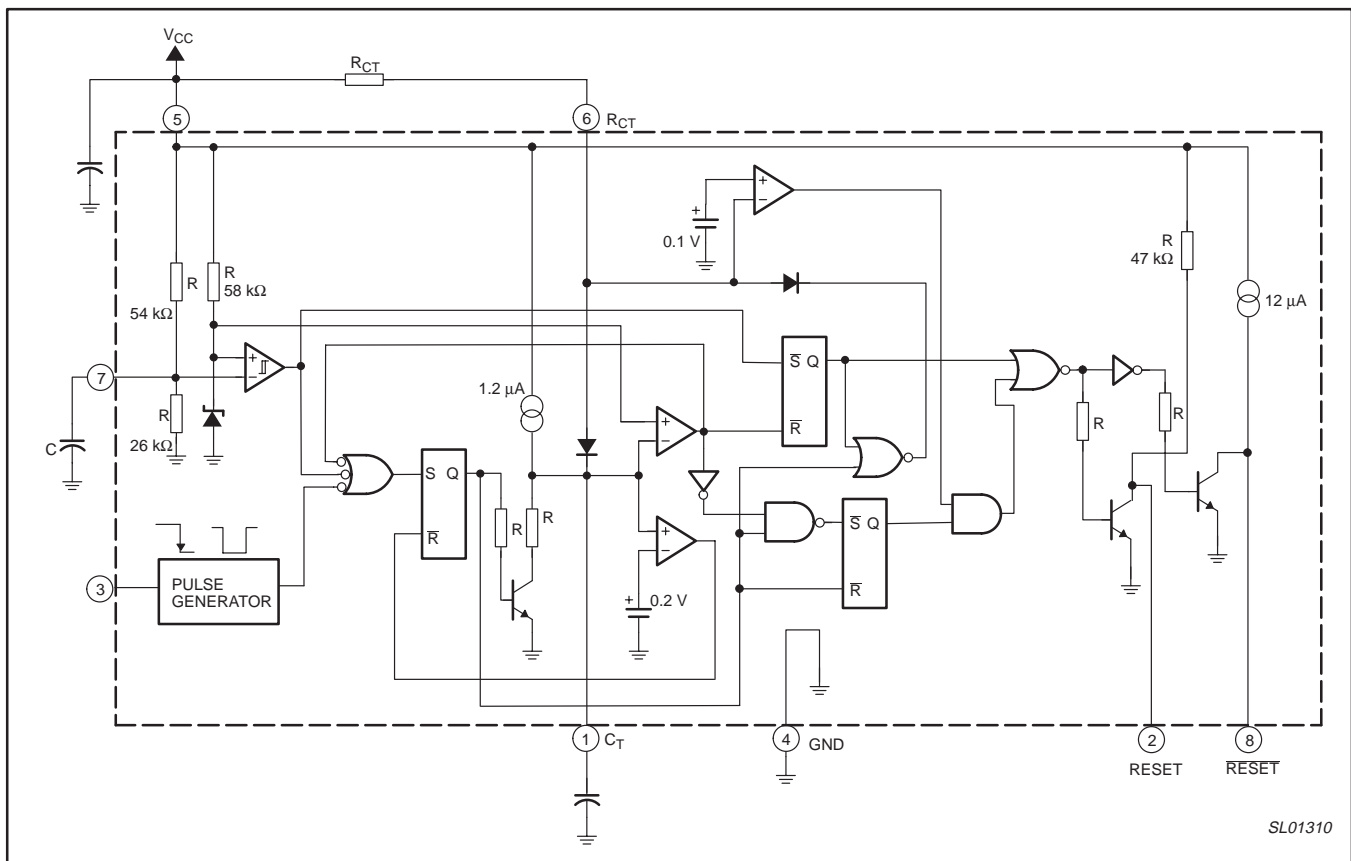 VCC
RCT
5
6 RCT
+
−
+
0.1 V
R
47 kΩ
R
54 kΩ
R
58 kΩ
12 µA
+
−
S Q
7
1.2 µA
R
26 kΩ
C
+
−
R
R
R
S Q
R
R
R
+
−
S Q
R
3
PULSE
GENERATOR
+
0.2 V
1 CT
4 GND
2
8
RESET
RESET
SL01310